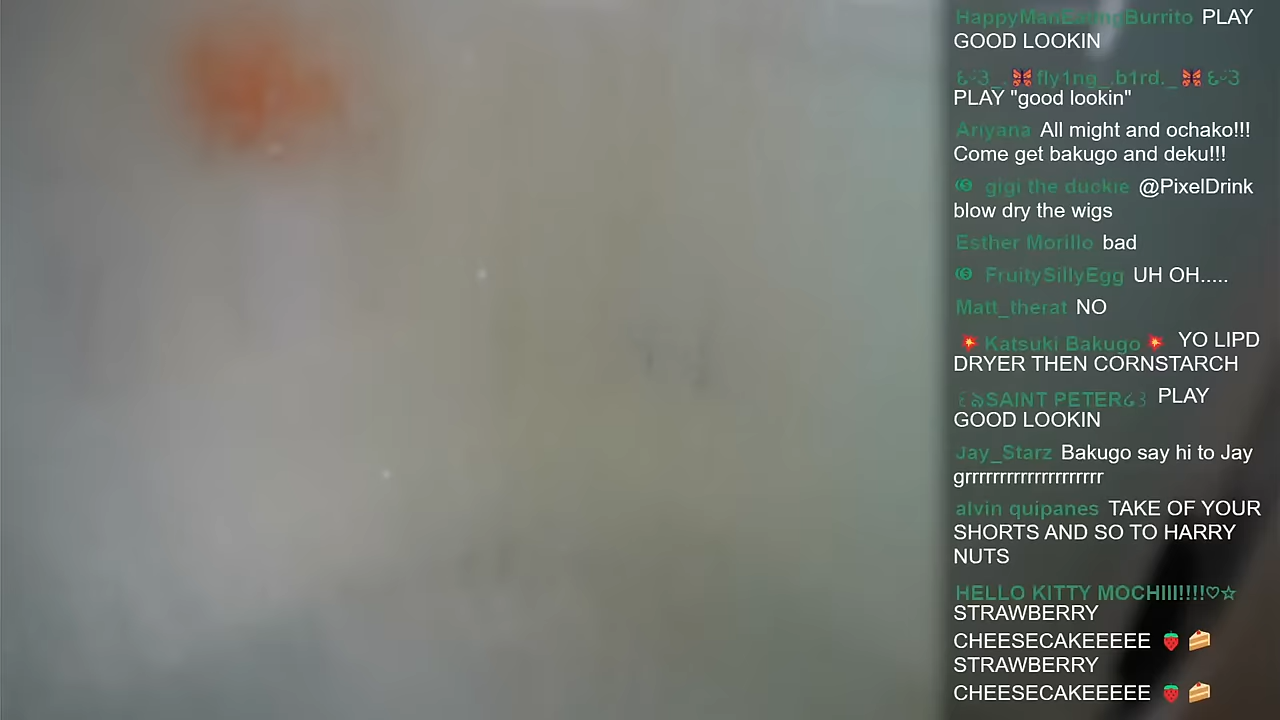 HappyManEatingBurrito PLAY
GOOD LOOKIN
fly1ng_.b1rd._
PLAY "good lookin"
Ariyana All might and ochako!!!
Come get bakugo and deku!!!
gigi the duckie @PixelDrink
blow dry the wigs
Esther Morillo bad
FruitySillyEgg UH OH.....
Matt_therat NO
💥 Katsuki Bakugo 💥 YO LIPD
DRYER THEN CORNSTARCH
SAINT PETER PLAY
GOOD LOOKIN
Jay_Starz Bakugo say hi to Jay
grrrrrrrrrrrrrrrrrrrrr
alvin quipanes TAKE OF YOUR
SHORTS AND SO TO HARRY
NUTS
HELLO KITTY MOCHIII!!!!♡☆
STRAWBERRY
CHEESECAKEEEEE 🍓 🍰
STRAWBERRY
CHEESECAKEEEEE 🍓 🍰